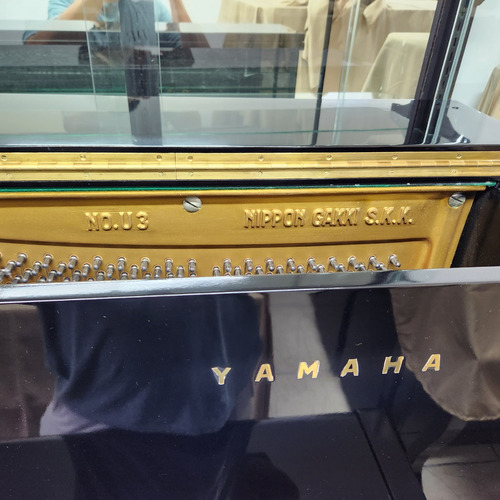 NO.U3 NIPPON GAKKI S.K.K.
YAMAHA